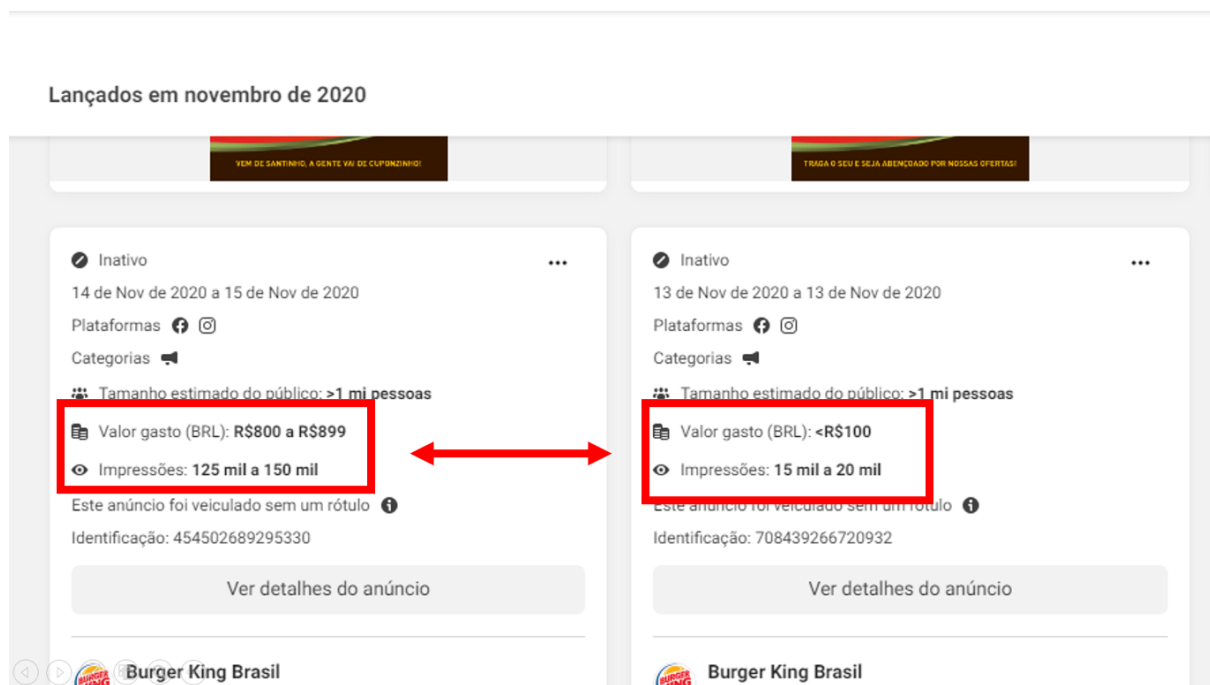 Lançados em novembro de 2020
VEM DE SANTINHO, A GENTE VAI DE CUPONZINHO!
TRAGA O SEU E SEJA ABENÇOADO POR NOSSAS OFERTAS!
Inativo
14 de Nov de 2020 a 15 de Nov de 2020
Plataformas
Categorias
Tamanho estimado do público: >1 mi pessoas
Valor gasto (BRL): R$800 a R$899
Impressões: 125 mil a 150 mil
Este anúncio foi veiculado sem um rótulo
Identificação: 454502689295330
Ver detalhes do anúncio
BURGER KING
Burger King Brasil
Inativo
13 de Nov de 2020 a 13 de Nov de 2020
Plataformas
Categorias
Tamanho estimado do público: >1 mi pessoas
Valor gasto (BRL): <R$100
Impressões: 15 mil a 20 mil
Este anúncio foi veiculado sem um rótulo
Identificação: 708439266720932
Ver detalhes do anúncio
BURGER KING
Burger King Brasil